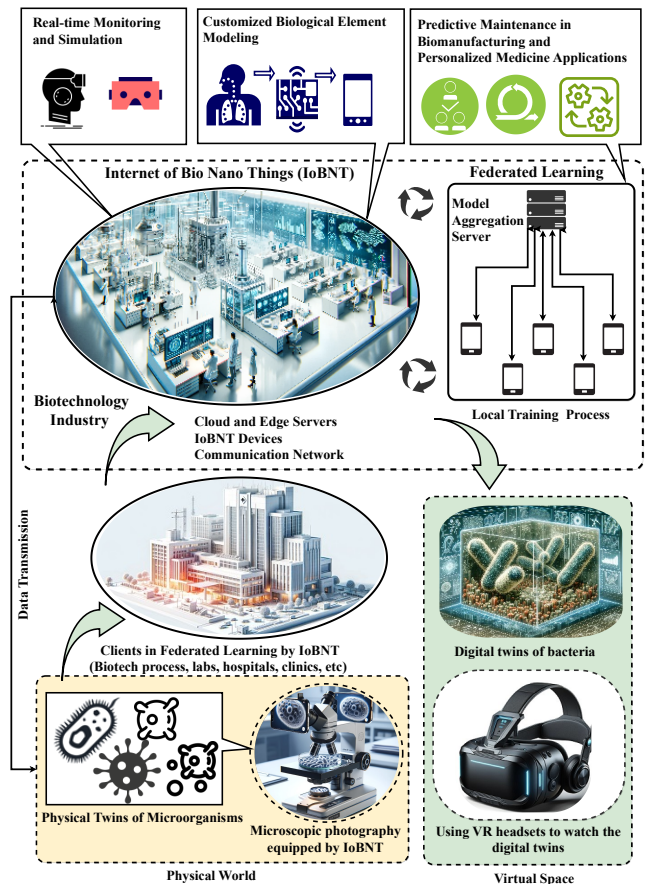 Real-time Monitoring
and Simulation
Customized Biological Element
Modeling
Predictive Maintenance in
Biomanufacturing and
Personalized Medicine Applications
Internet of Bio Nano Things (IoBNT)
Federated Learning
Model
Aggregation
Server
Biotechnology
Industry
Cloud and Edge Servers
IoBNT Devices
Communication Network
Local Training Process
Data Transmission
Clients in Federated Learning by IoBNT
(Biotech process, labs, hospitals, clinics, etc)
Digital twins of bacteria
Physical Twins of Microorganisms
Microscopic photography
equipped by IoBNT
Using VR headsets to watch the
digital twins
Physical World
Virtual Space